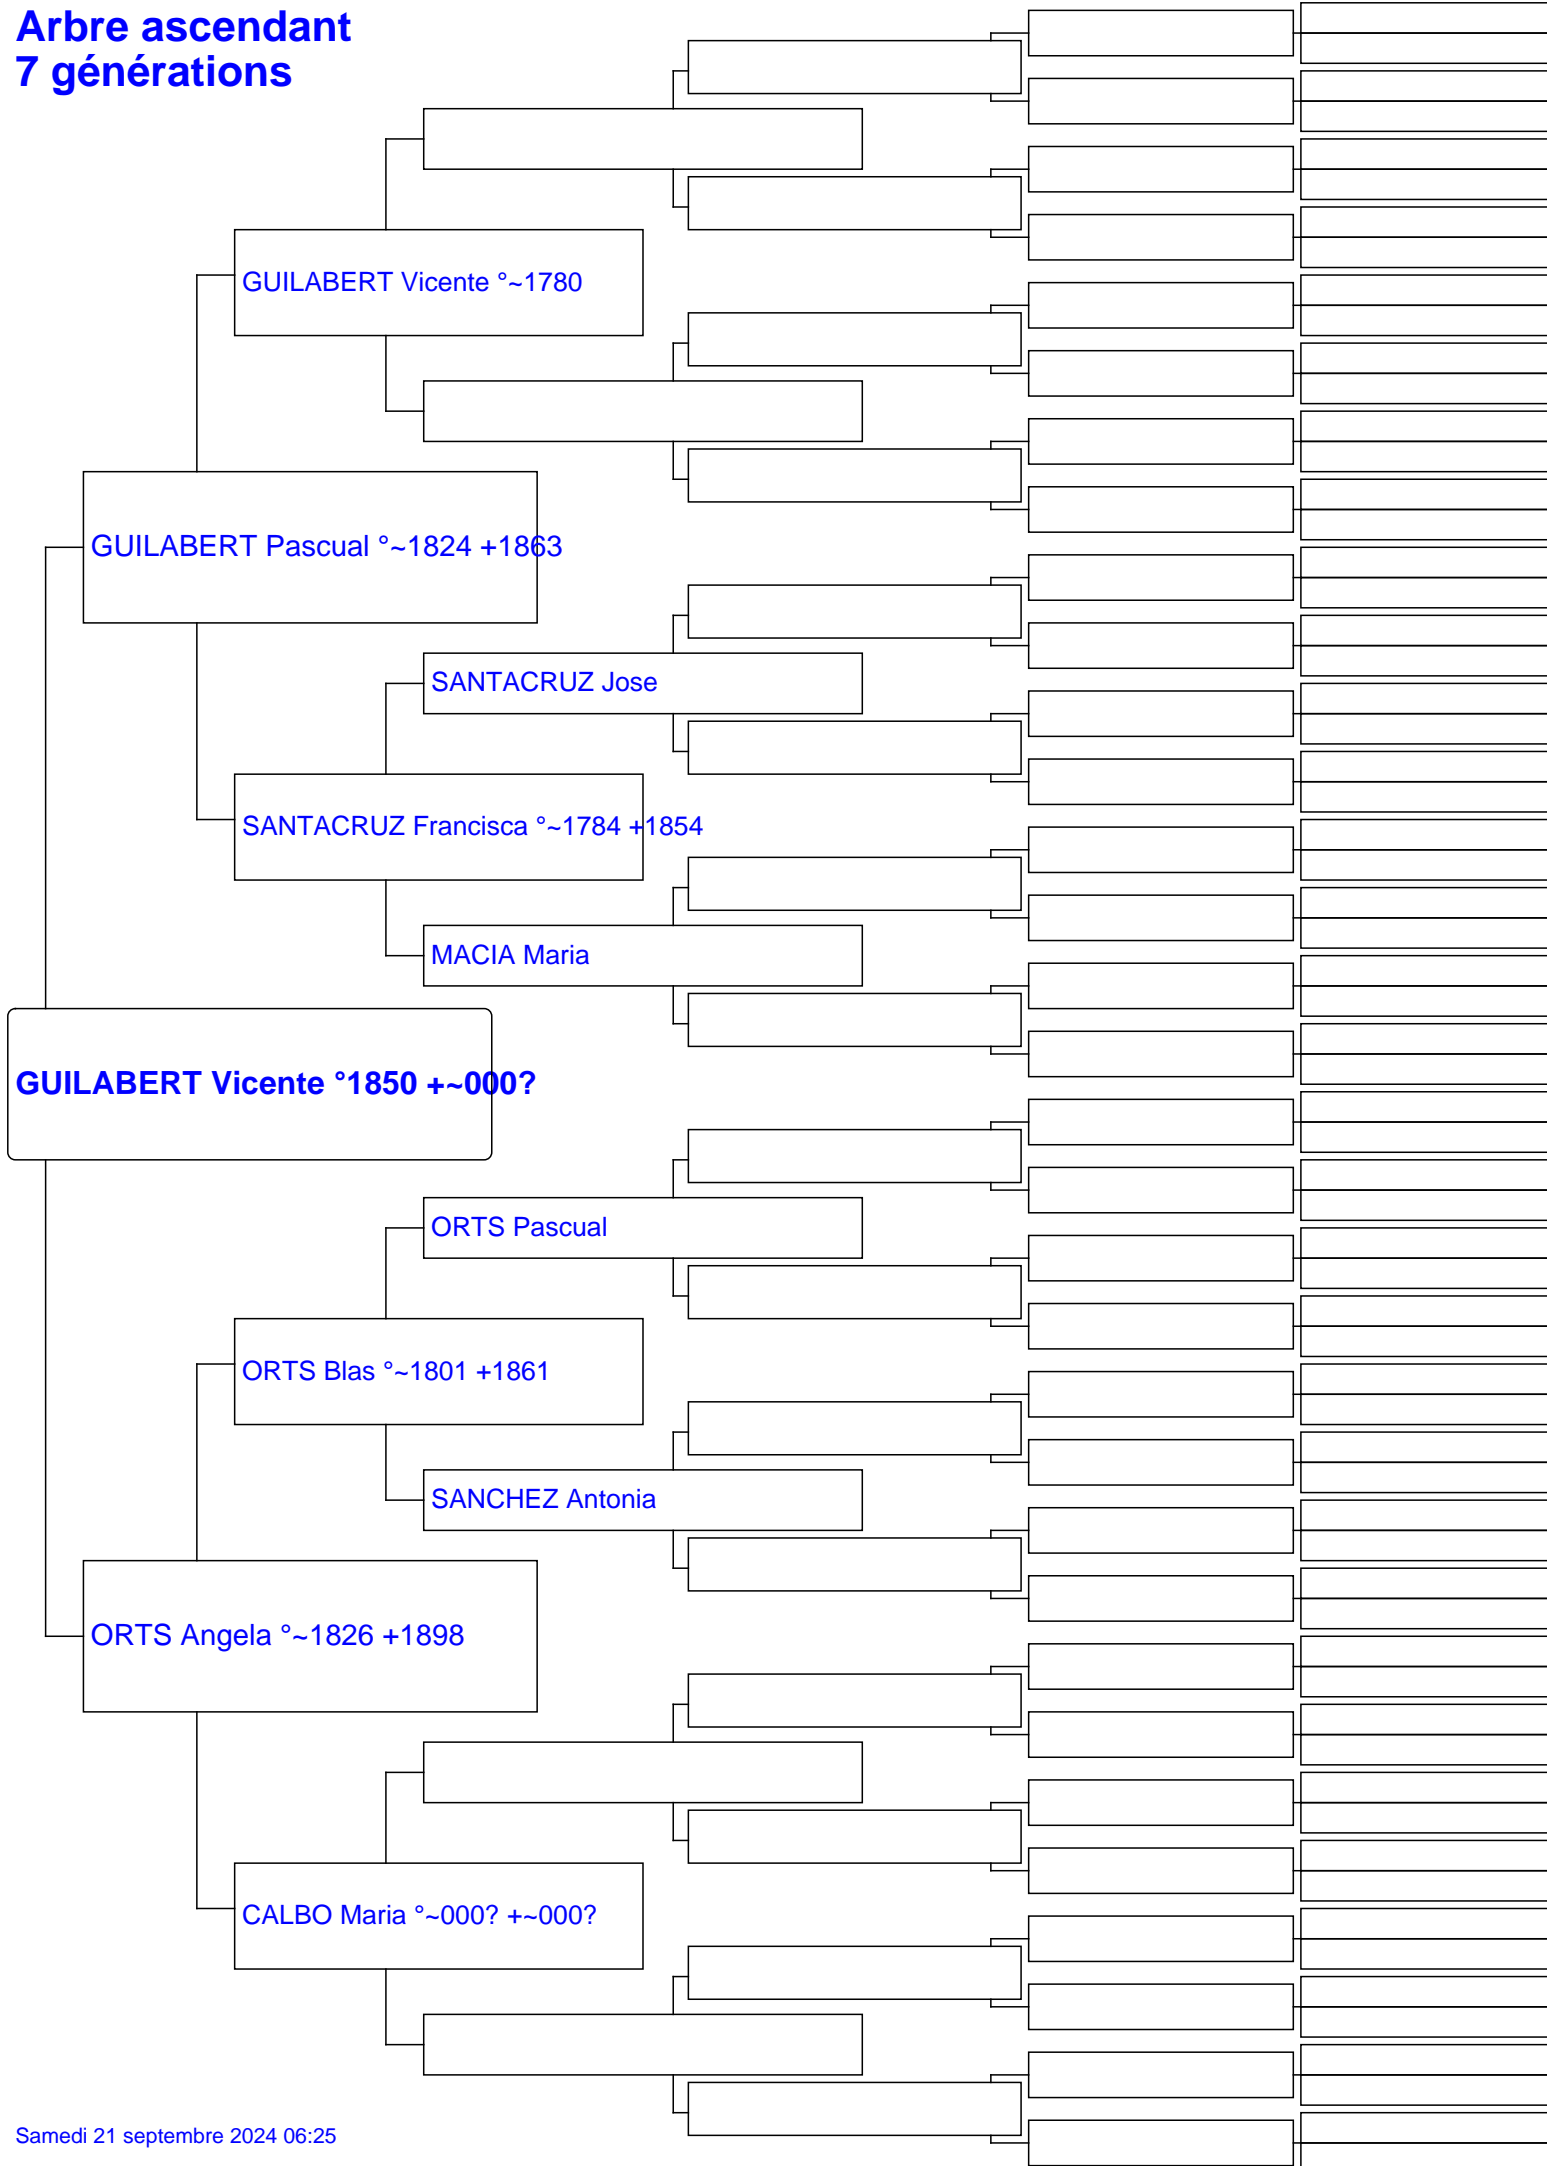 Arbre ascendant
7 générations
GUILABERT Vicente °~1780
GUILABERT Pascual °~1824 +1863
SANTACRUZ Jose
SANTACRUZ Francisca °~1784 +1854
MACIA Maria
GUILABERT Vicente °1850 +~000?
ORTS Pascual
ORTS Blas °~1801 +1861
SANCHEZ Antonia
ORTS Angela °~1826 +1898
CALBO Maria °~000? +~000?
Samedi 21 septembre 2024 06:25